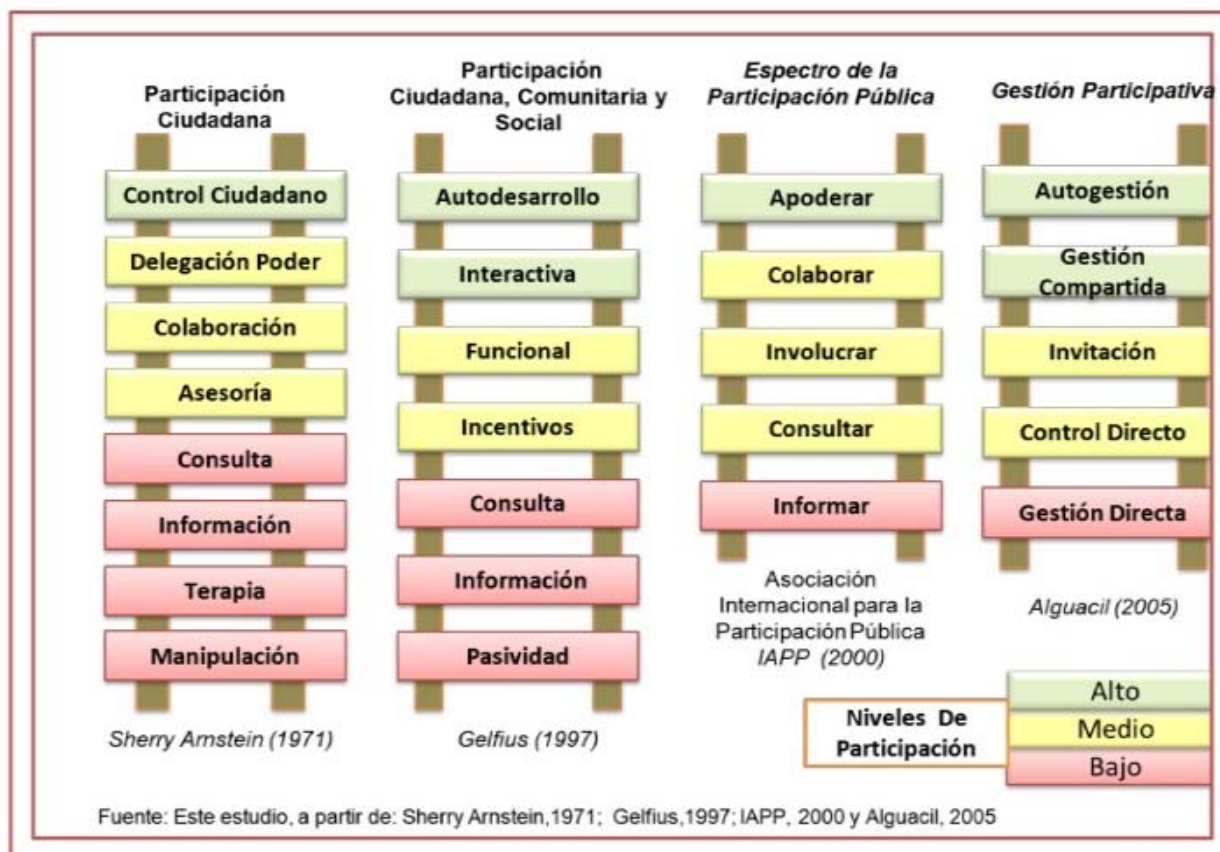 Participación
Ciudadana
Control Ciudadano
Delegación Poder
Colaboración
Asesoría
Consulta
Información
Terapia
Manipulación
Sherry Arnstein (1971)
Participación
Ciudadana, Comunitaria y
Social
Autodesarrollo
Interactiva
Funcional
Incentivos
Consulta
Información
Pasividad
Gelfius (1997)
Espectro de la
Participación Pública
Apoderar
Colaborar
Involucrar
Consultar
Informar
Asociación
Internacional para la
Participación Pública
IAPP (2000)
Gestión Participativa
Autogestión
Gestión
Compartida
Invitación
Control Directo
Gestión Directa
Alguacil (2005)
Niveles De
Participación
Alto
Medio
Bajo
Fuente: Este estudio, a partir de: Sherry Arnstein,1971; Gelfius,1997; IAPP, 2000 y Alguacil, 2005